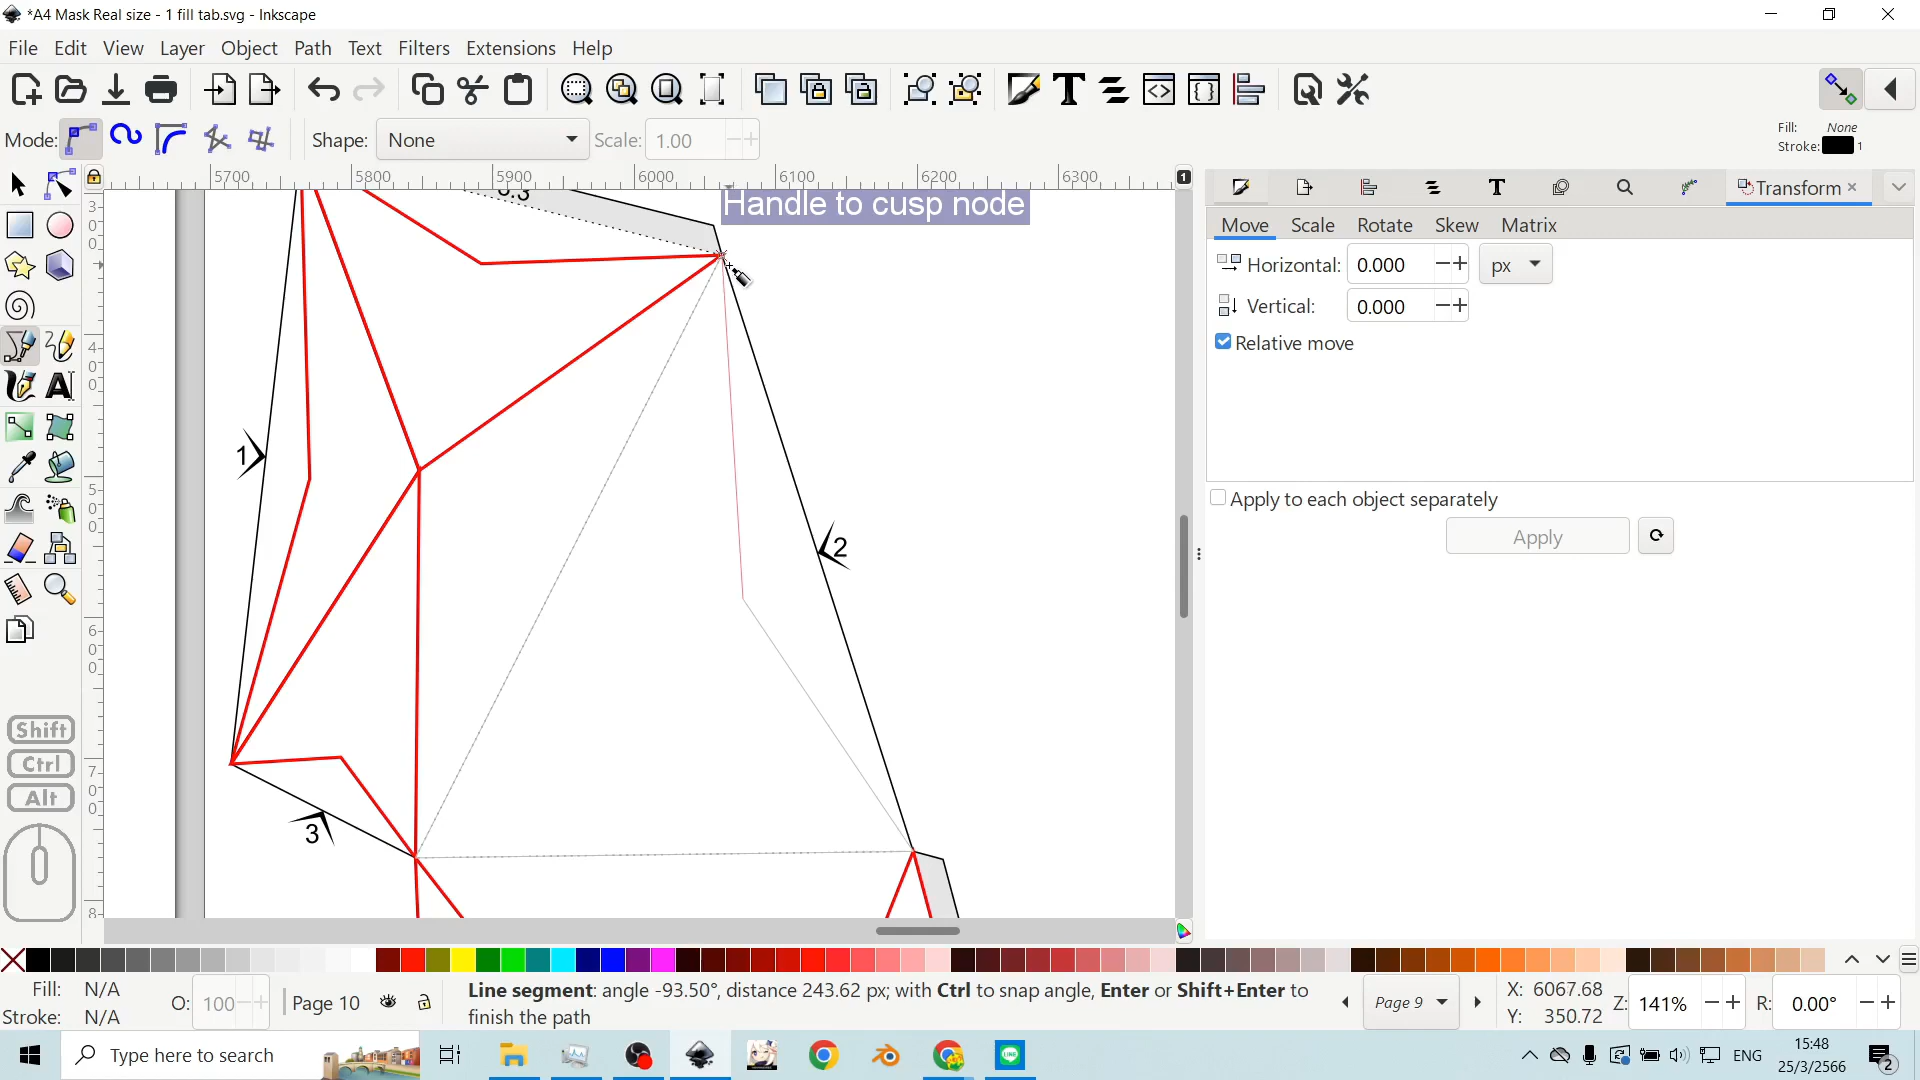 *A4 Mask Real size - 1 fill tab.svg - Inkscape
File Edit View Layer Object Path Text Filters Extensions Help
Mode: Shape: None Scale: 1.00
Fill: None
Stroke: 1
5700 5800 5900 6000 6100 6200 6300
1
Handle to cusp node
Transform
Move Scale Rotate Skew Matrix
Horizontal: 0.000 px
Vertical: 0.000
Relative move
1
2
3
Apply to each object separately
Apply
Shift
Ctrl
Alt
Fill: N/A
Stroke: N/A
O: 100
Page 10
Line segment: angle -93.50°, distance 243.62 px; with Ctrl to snap angle, Enter or Shift+Enter to
finish the path
Page 9
X: 6067.68
Y: 350.72
Z: 141%
R: 0.00°
Type here to search
ENG
15:48
25/3/2566
2